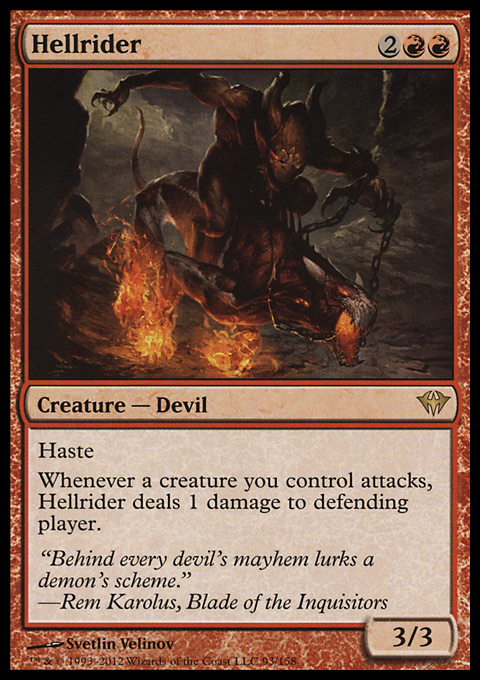 Hellrider
2
Creature — Devil
Haste
Whenever a creature you control attacks,
Hellrider deals 1 damage to defending
player.
“Behind every devil’s mayhem lurks a
demon’s scheme.”
—Rem Karolus, Blade of the Inquisitors
Svetlin Velinov
3/3
™ & © 1993-2012 Wizards of the Coast LLC 93/158